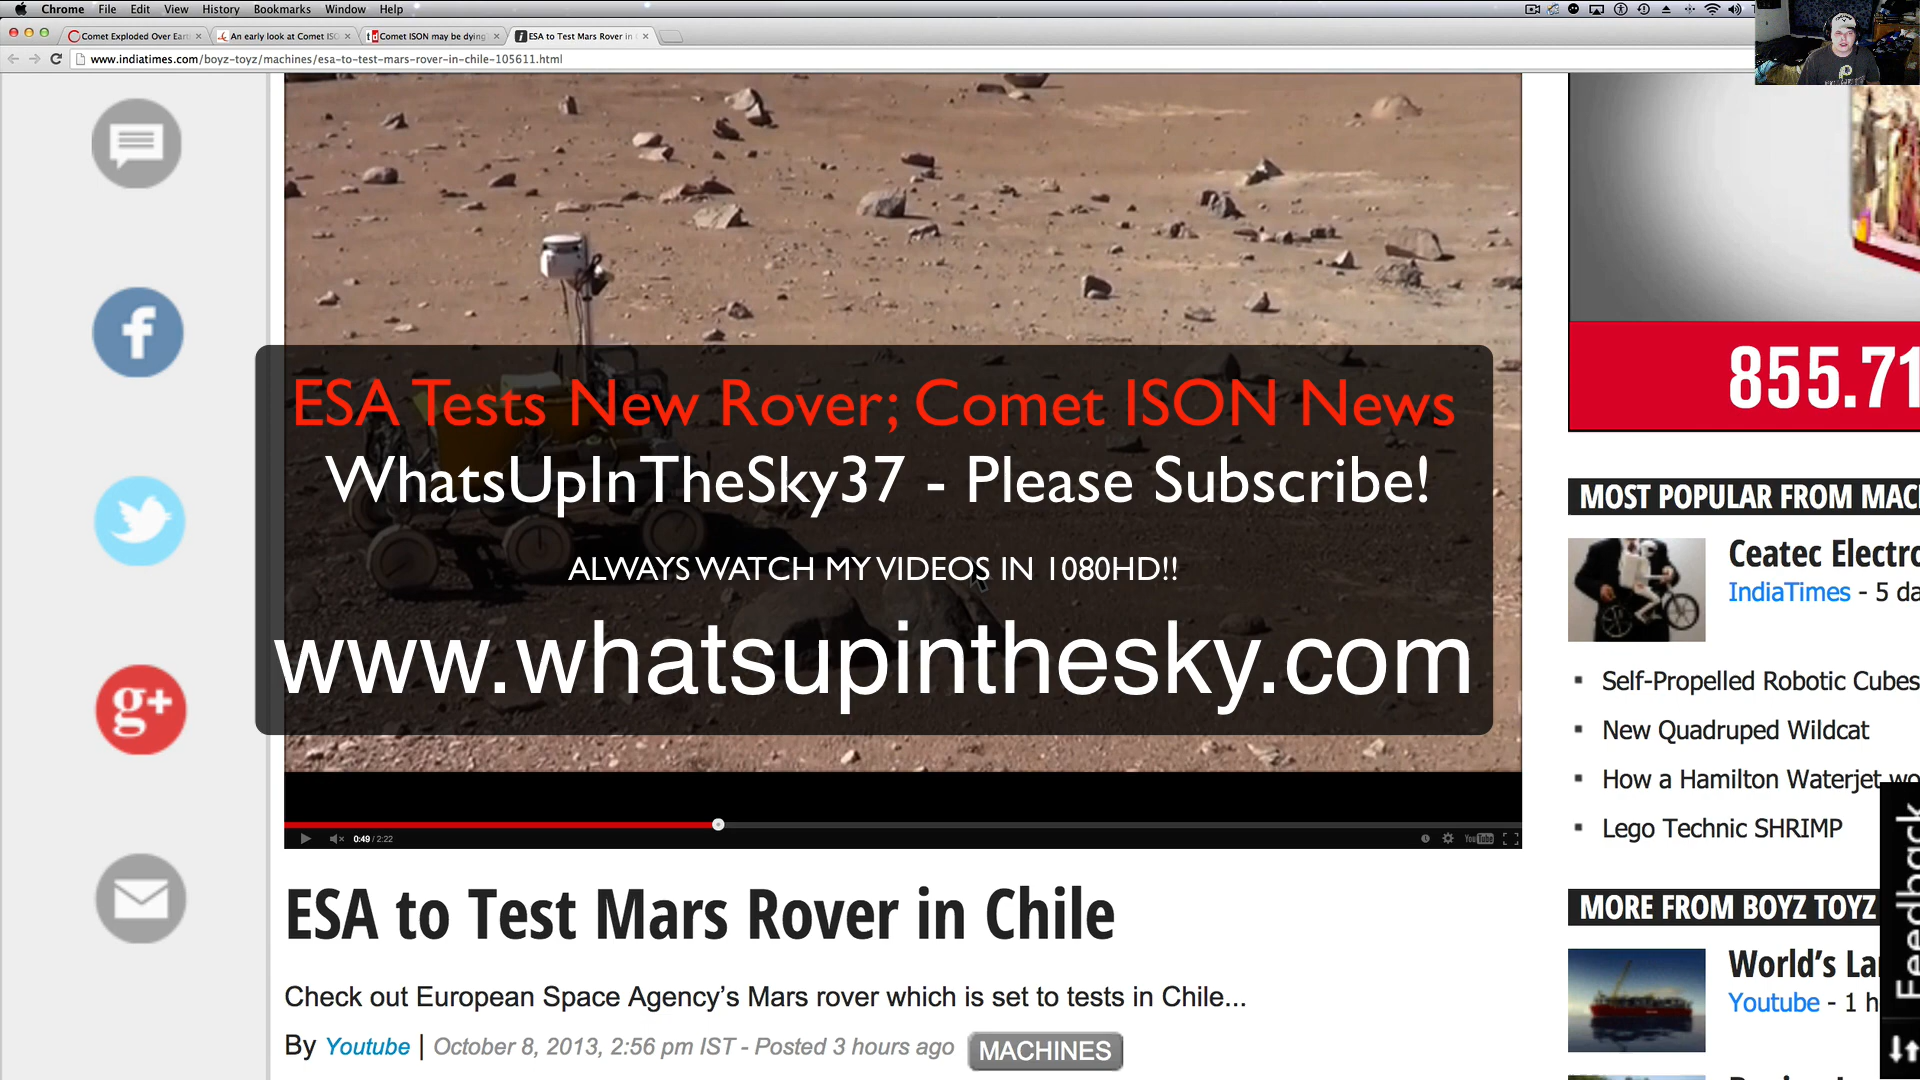 Chrome File Edit View History Bookmarks Window Help
Comet Exploded Over Eart
An early look at Comet ISO
Comet ISON may be dying
ESA to Test Mars Rover in
www.indiatimes.com/boyz-toyz/machines/esa-to-test-mars-rover-in-chile-105611.html
855.71
ESA Tests New Rover; Comet ISON News
WhatsUpInTheSky37 - Please Subscribe!
ALWAYS WATCH MY VIDEOS IN 1080HD!!
www.whatsupinthesky.com
0:49 / 2:22
YouTube
ESA to Test Mars Rover in Chile
Check out European Space Agency's Mars rover which is set to tests in Chile...
By Youtube | October 8, 2013, 2:56 pm IST - Posted 3 hours ago MACHINES
MOST POPULAR FROM MAC
Ceatec Electro
IndiaTimes - 5 da
Self-Propelled Robotic Cubes
New Quadruped Wildcat
How a Hamilton Waterjet wo
Lego Technic SHRIMP
MORE FROM BOYZ TOYZ
World's La
Youtube - 1 h
Feedback